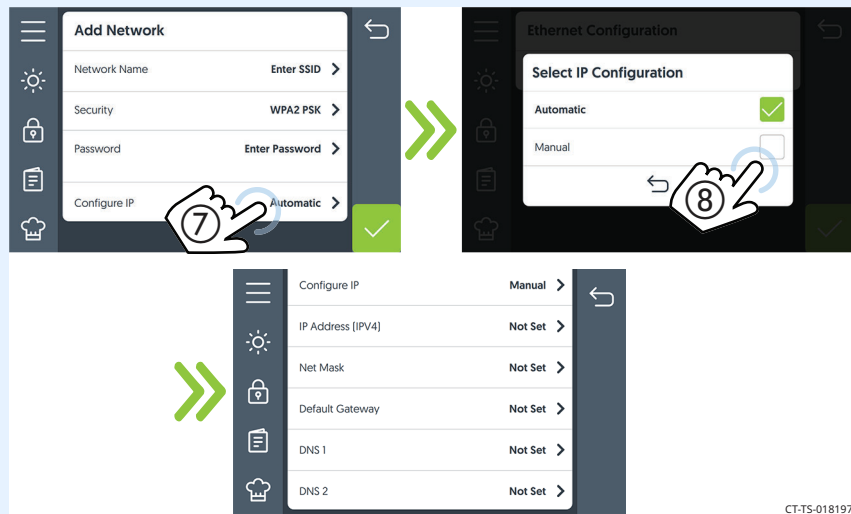 Add Network
Network Name Enter SSID
Security WPA2 PSK
Password Enter Password
Configure IP Automatic
7
Ethernet Configuration
Select IP Configuration
Automatic
Manual
8
Configure IP Manual
IP Address [IPV4] Not Set
Net Mask Not Set
Default Gateway Not Set
DNS 1 Not Set
DNS 2 Not Set
CT-TS-018197